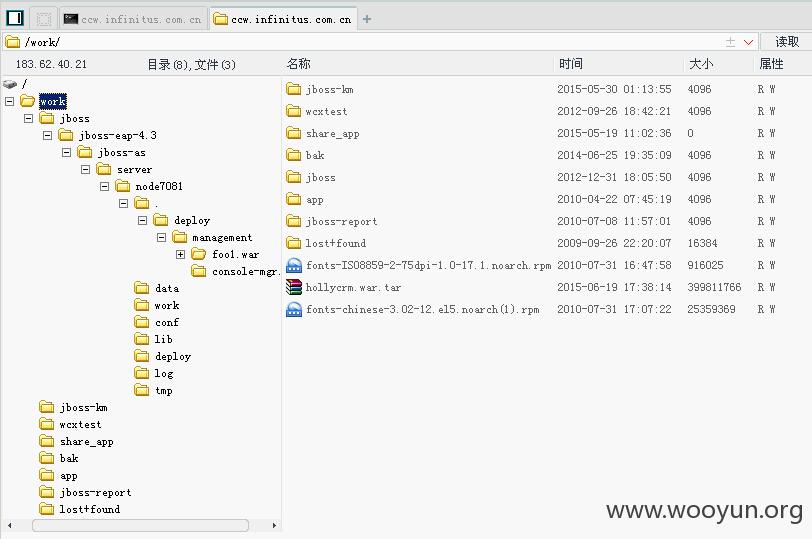 ccw.infinitus.com.cn
ccw.infinitus.com.cn
/work/
读取
183.62.40.21
目录(8),文件(3)
名称 时间 大小 属性
/
work
jboss
jboss-eap-4.3
jboss-as
server
node7081
.
deploy
management
foo1.war
console-mgr.
data
work
conf
lib
deploy
log
tmp
jboss-km
wcxtest
share_app
bak
app
jboss-report
lost+found
jboss-km 2015-05-30 01:13:55 4096 R W
wcxtest 2012-09-26 18:42:21 4096 R W
share_app 2015-05-19 11:02:36 0 R W
bak 2014-06-25 19:35:09 4096 R W
jboss 2012-12-31 18:05:50 4096 R W
app 2010-04-22 07:45:19 4096 R W
jboss-report 2010-07-08 11:57:01 4096 R W
lost+found 2009-09-26 22:20:07 16384 R W
fonts-ISO8859-2-75dpi-1.0-17.1.noarch.rpm 2010-07-31 16:47:58 916025 R W
hollycrm.war.tar 2015-06-19 17:38:14 399811766 R W
fonts-chinese-3.02-12.el5.noarch(1).rpm 2010-07-31 17:07:22 25359369 R W
www.wooyun.org